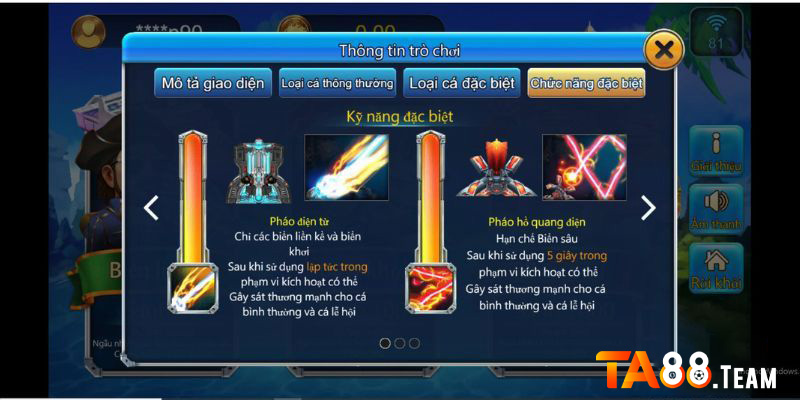 ****n90
0.00
Thông tin trò chơi
81
Mô tả giao diện
Loại cá thông thường
Loại cá đặc biệt
Chức năng đặc biệt
Kỹ năng đặc biệt
Pháo điện từ
Chỉ các biển liền kề và biển
khơi
Sau khi sử dụng lập tức trong
phạm vi kích hoạt có thể
Gây sát thương mạnh cho cá
bình thường và cá lễ hội
Pháo hồ quang điện
Hạn chế Biển sâu
Sau khi sử dụng 5 giây trong
phạm vi kích hoạt có thể
Gây sát thương mạnh cho cá
bình thường và cá lễ hội
Giới thiệu
Âm thanh
Rời khỏi
TA88.TEAM